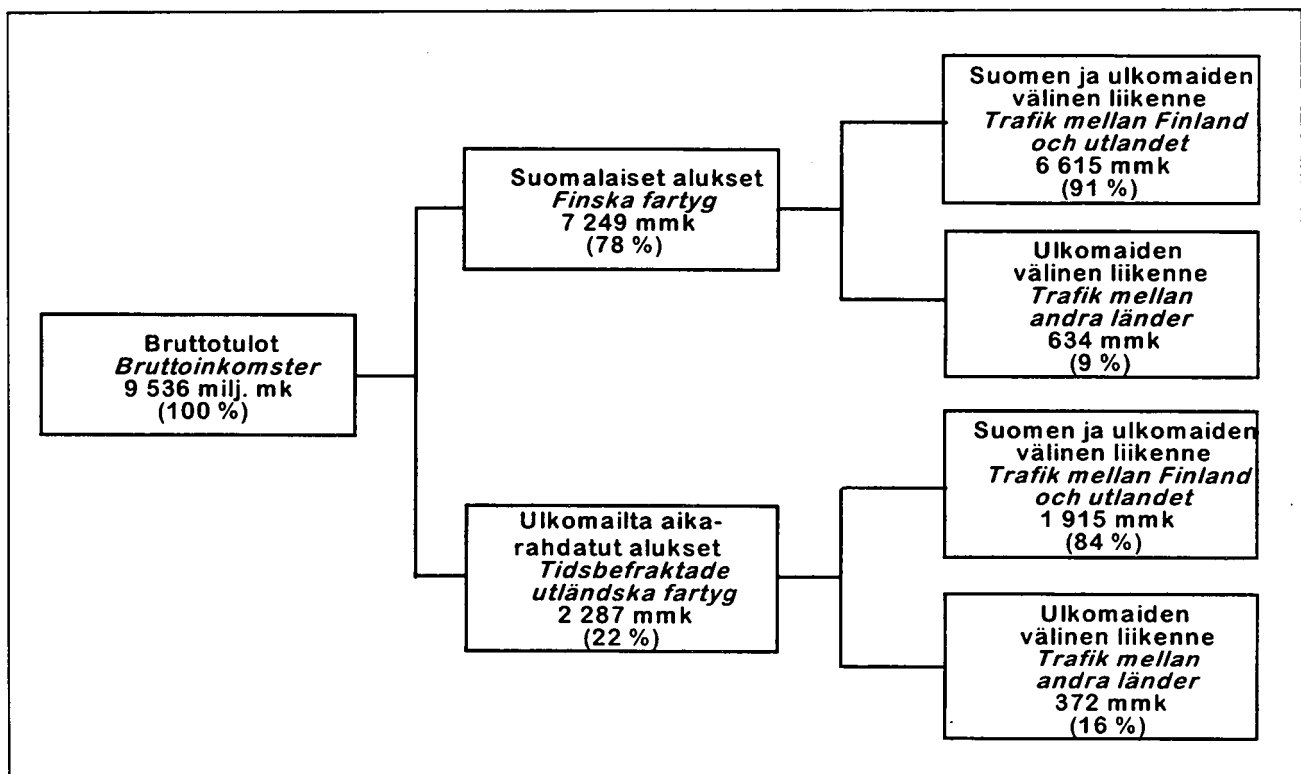 Bruttotulot
Bruttoinkomster
9 536 milj. mk
(100 %)
Suomalaiset alukset
Finska fartyg
7 249 mmk
(78 %)
Ulkomailta aika-
rahdatut alukset
Tidsbefraktade
utländska fartyg
2 287 mmk
(22 %)
Suomen ja ulkomaiden
välinen liikenne
Trafik mellan Finland
och utlandet
6 615 mmk
(91 %)
Ulkomaiden
välinen liikenne
Trafik mellan
andra länder
634 mmk
(9 %)
Suomen ja ulkomaiden
välinen liikenne
Trafik mellan Finland
och utlandet
1 915 mmk
(84 %)
Ulkomaiden
välinen liikenne
Trafik mellan
andra länder
372 mmk
(16 %)